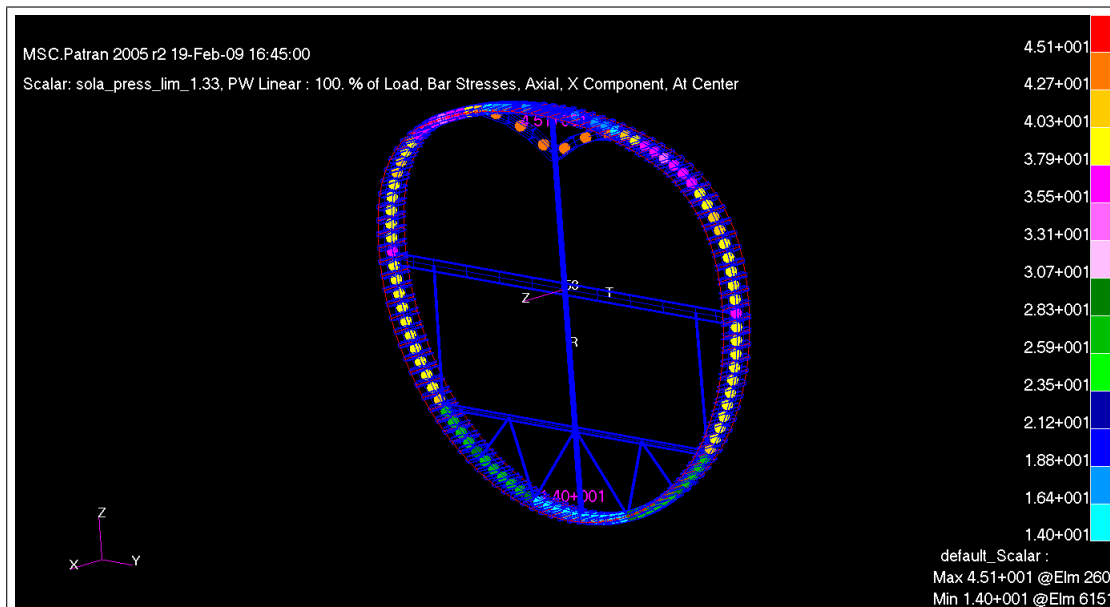 MSC.Patran 2005 r2 19-Feb-09 16:45:00
Scalar: sola_press_lim_1.33, PW Linear : 100. % of Load, Bar Stresses, Axial, X Component, At Center
4.51+001
4.27+001
4.03+001
3.79+001
3.55+001
3.31+001
3.07+001
2.83+001
2.59+001
2.35+001
2.12+001
1.88+001
1.64+001
1.40+001
Z
T
R
Z
X
Y
default_Scalar :
Max 4.51+001 @Elm 260
Min 1.40+001 @Elm 6151